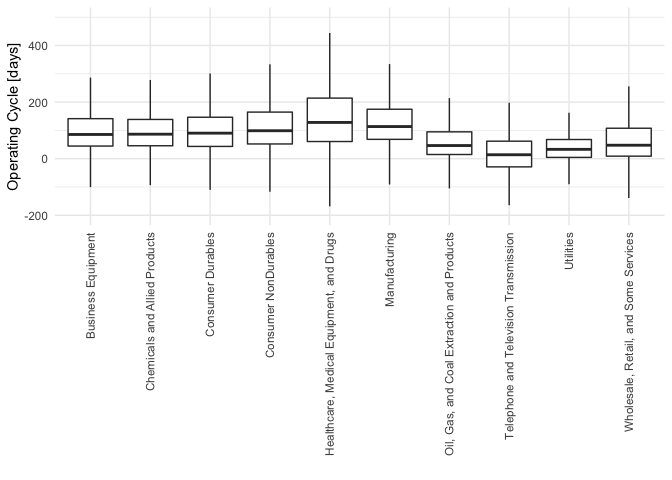 Operating Cycle [days]
400
200
0
-200
Business Equipment
Chemicals and Allied Products
Consumer Durables
Consumer NonDurables
Healthcare, Medical Equipment, and Drugs
Manufacturing
Oil, Gas, and Coal Extraction and Products
Telephone and Television Transmission
Utilities
Wholesale, Retail, and Some Services